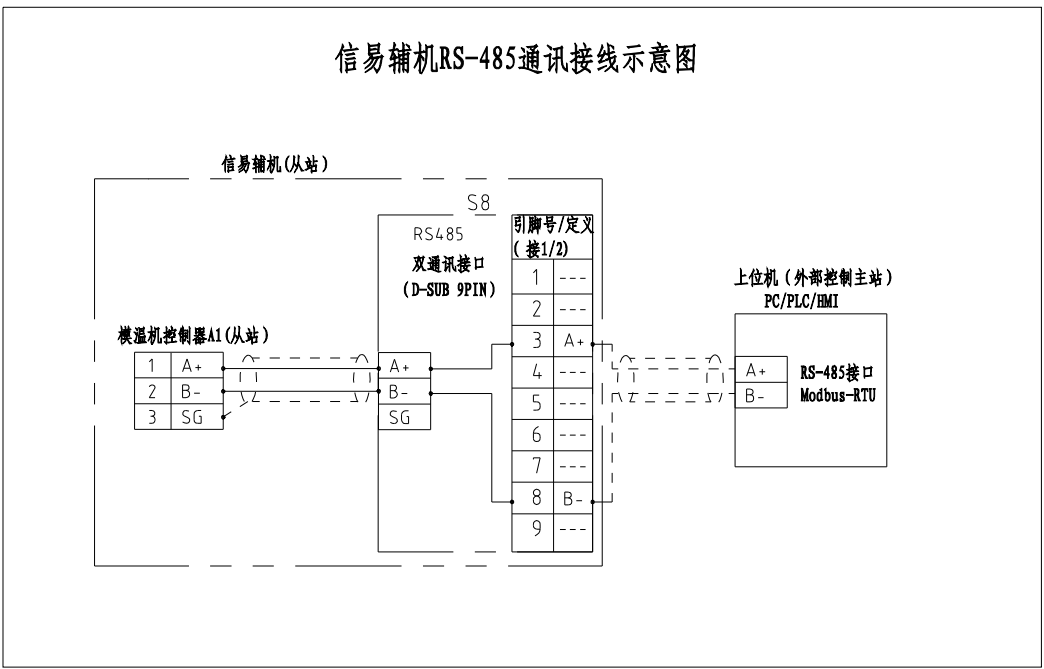 信易辅机RS-485通讯接线示意图
信易辅机(从站)
S8
RS485
双通讯接口
(D-SUB 9PIN)
引脚号/定义
(接1/2)
1 ---
2 ---
3 A+
4 ---
5 ---
6 ---
7 ---
8 B-
9 ---
模温机控制器A1(从站)
1 A+
2 B-
3 SG
A+
B-
SG
上位机(外部控制主站)
PC/PLC/HMI
A+
B-
RS-485接口
Modbus-RTU